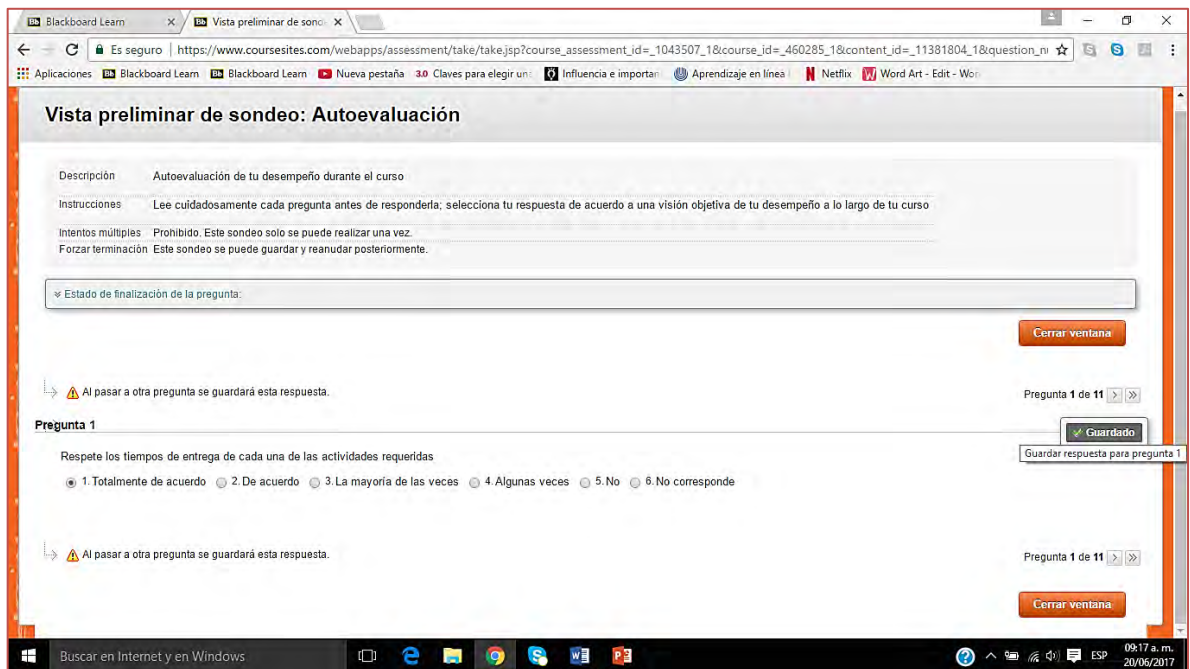 Blackboard Learn
Vista preliminar de sond
Es seguro | https://www.coursesites.com/webapps/assessment/take/take.jsp?course_assessment_id=_1043507_1&course_id=_460285_1&content_id=_11381804_1&question_n
Aplicaciones Blackboard Learn Blackboard Learn Nueva pestaña 3.0 Claves para elegir un Influencia e importan Aprendizaje en línea Netflix Word Art - Edit - Wor
Vista preliminar de sondeo: Autoevaluación
Descripción Autoevaluación de tu desempeño durante el curso
Instrucciones Lee cuidadosamente cada pregunta antes de responderla; selecciona tu respuesta de acuerdo a una visión objetiva de tu desempeño a lo largo de tu curso
Intentos múltiples Prohibido. Este sondeo solo se puede realizar una vez.
Forzar terminación Este sondeo se puede guardar y reanudar posteriormente.
Estado de finalización de la pregunta:
Cerrar ventana
Al pasar a otra pregunta se guardará esta respuesta. Pregunta 1 de 11 > >>
Pregunta 1
Guardado
Guardar respuesta para pregunta 1
Respete los tiempos de entrega de cada una de las actividades requeridas
1. Totalmente de acuerdo 2. De acuerdo 3. La mayoría de las veces 4. Algunas veces 5. No 6. No corresponde
Al pasar a otra pregunta se guardará esta respuesta. Pregunta 1 de 11 > >>
Cerrar ventana
Buscar en Internet y en Windows
ESP
09:17 a. m.
20/06/2017